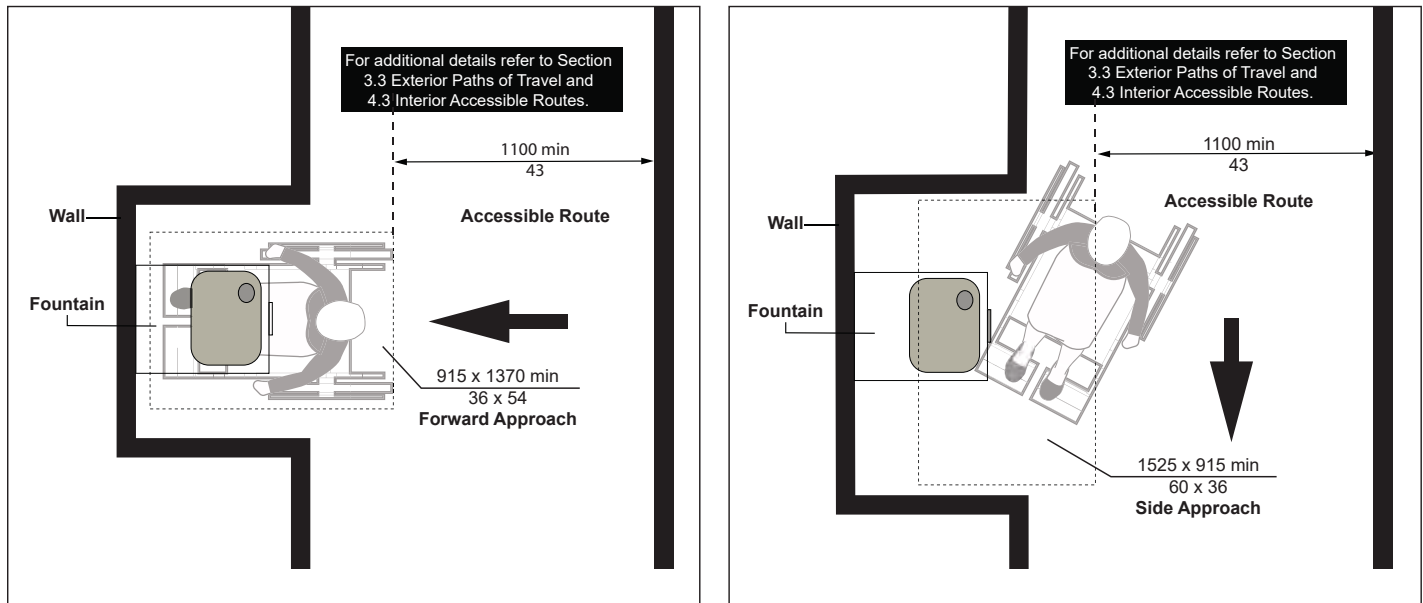 For additional details refer to Section
3.3 Exterior Paths of Travel and
4.3 Interior Accessible Routes.
1100 min
43
Wall
Accessible Route
Fountain
915 x 1370 min
36 x 54
Forward Approach
For additional details refer to Section
3.3 Exterior Paths of Travel and
4.3 Interior Accessible Routes.
1100 min
43
Accessible Route
Wall
Fountain
1525 x 915 min
60 x 36
Side Approach